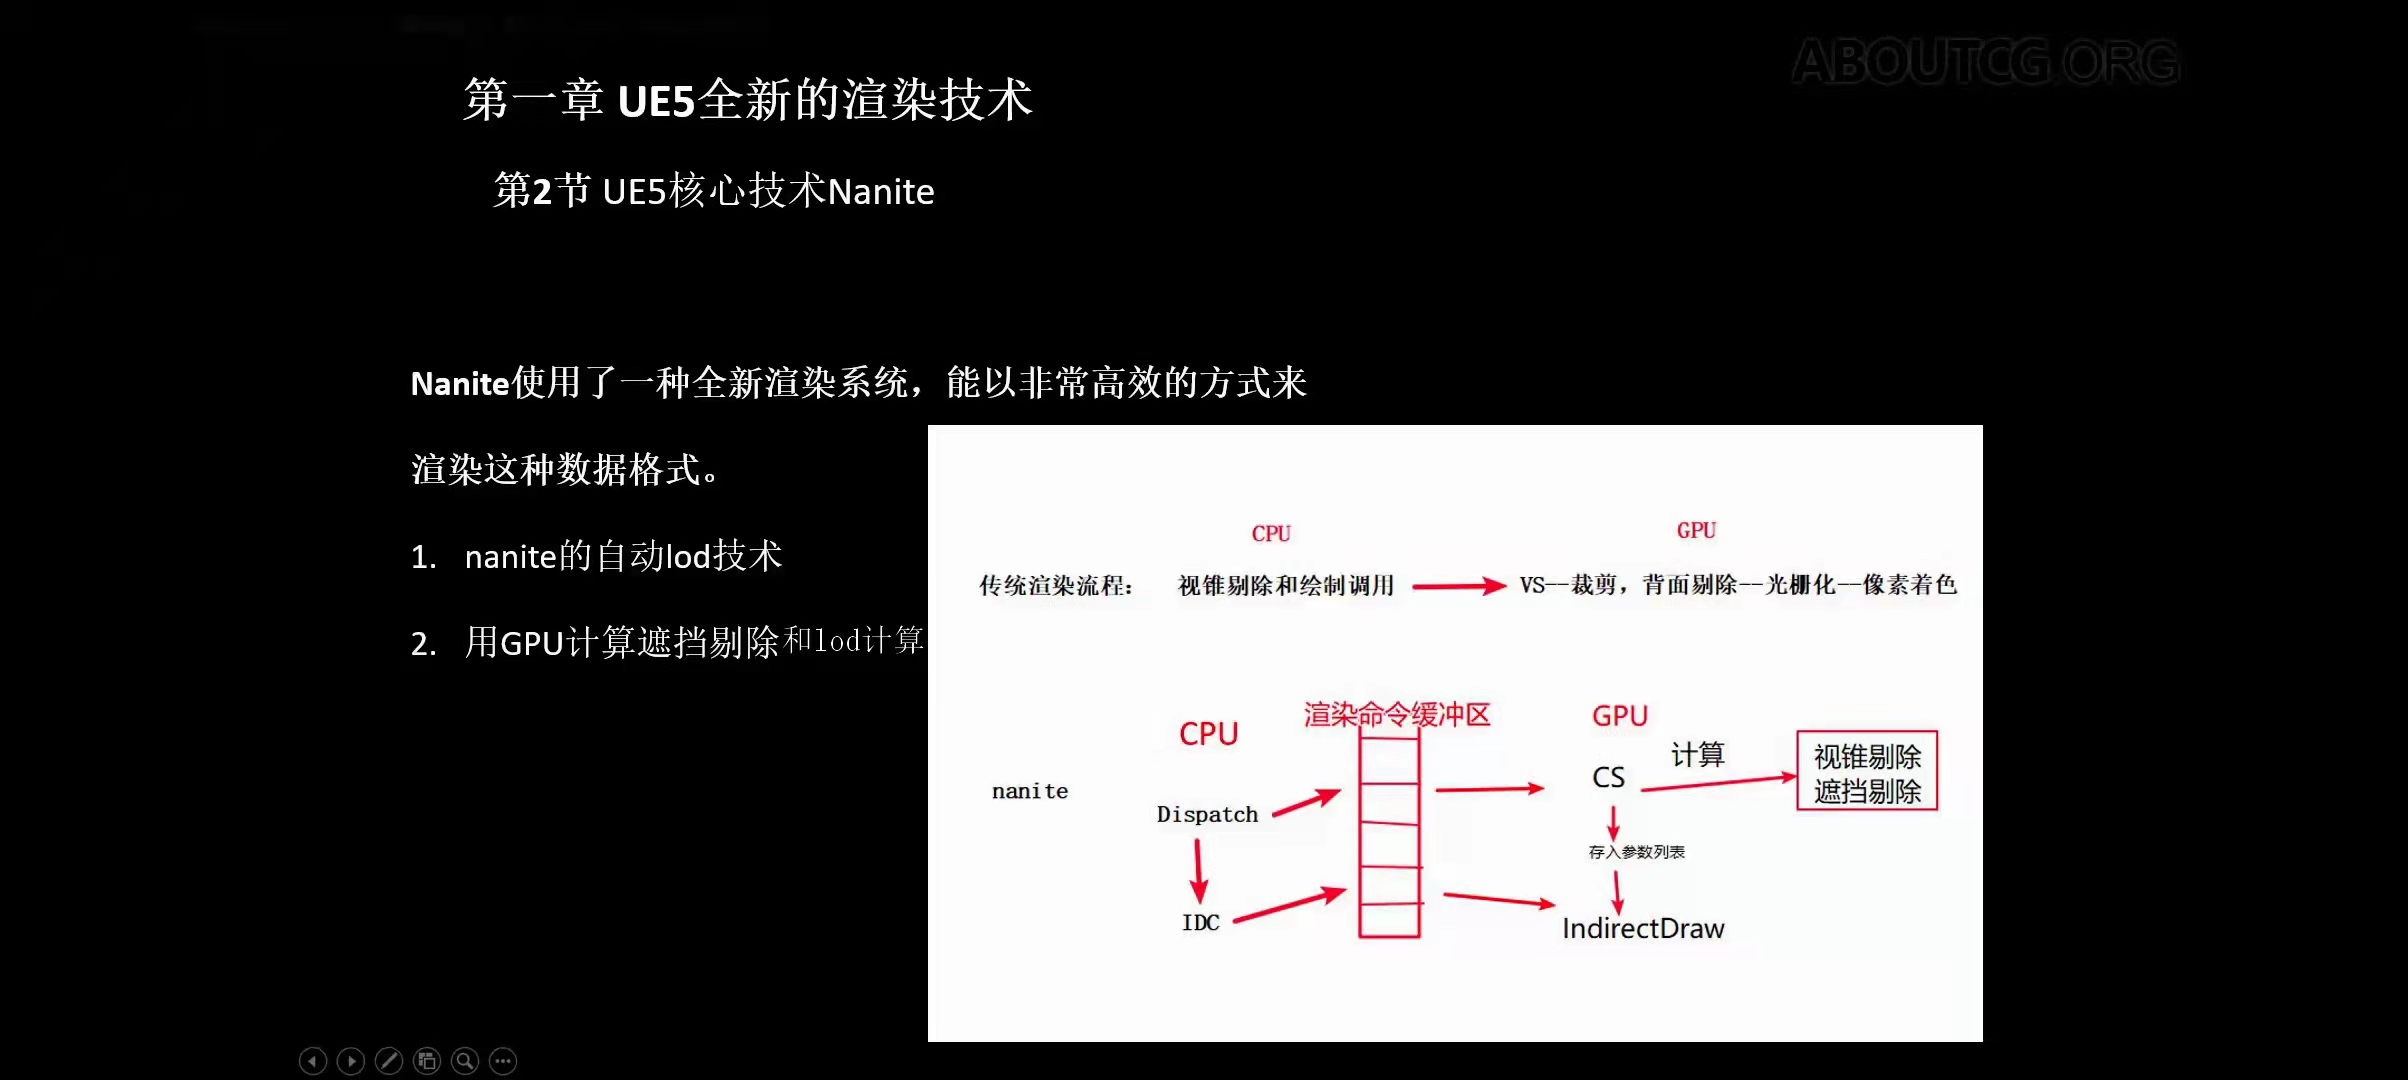 ABOUTCG.ORG
第一章 UE5全新的渲染技术
第2节 UE5核心技术Nanite
Nanite使用了一种全新渲染系统，能以非常高效的方式来
渲染这种数据格式。
1. nanite的自动lod技术
2. 用GPU计算遮挡剔除和lod计算
CPU
GPU
传统渲染流程： 视锥剔除和绘制调用 VS--裁剪，背面剔除--光栅化--像素着色
CPU
渲染命令缓冲区
GPU
nanite
Dispatch
IDC
CS
计算
视锥剔除
遮挡剔除
存入参数列表
IndirectDraw